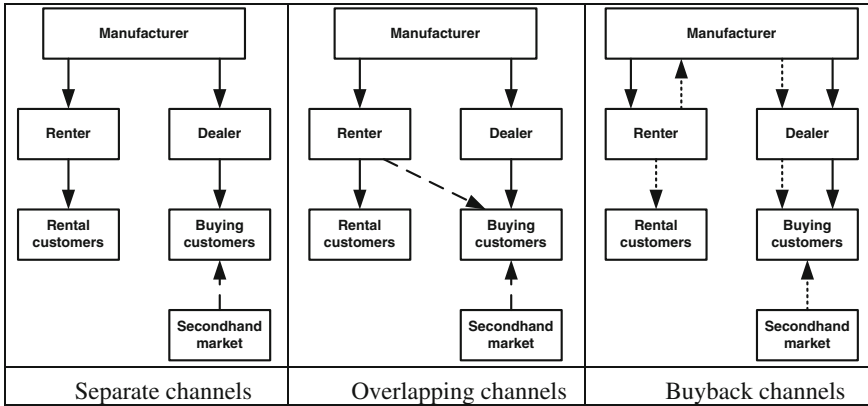 Manufacturer
Renter
Dealer
Rental
customers
Buying
customers
Secondhand
market
Separate channels
Manufacturer
Renter
Dealer
Rental
customers
Buying
customers
Secondhand
market
Overlapping channels
Manufacturer
Renter
Dealer
Rental
customers
Buying
customers
Secondhand
market
Buyback channels